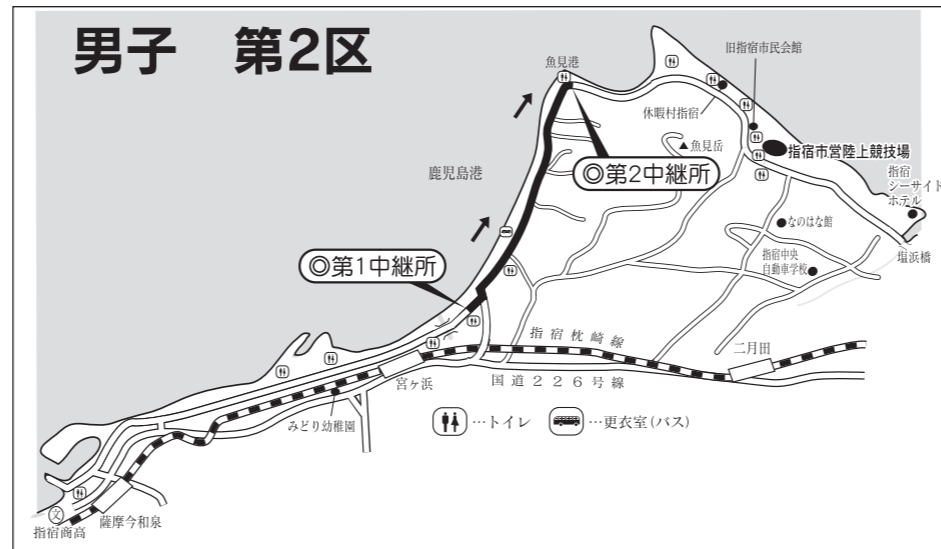 男子 第2区
魚見港
旧指宿市民会館
休暇村指宿
魚見岳
指宿市営陸上競技場
鹿児島港
◎第2中継所
指宿
シーサイド
ホテル
なのはな館
塩浜橋
指宿中央
自動車学校
◎第1中継所
指宿枕崎線
二月田
宮ヶ浜
国道226号線
みどり幼稚園
…トイレ
…更衣室(バス)
文
薩摩今和泉
指宿商高